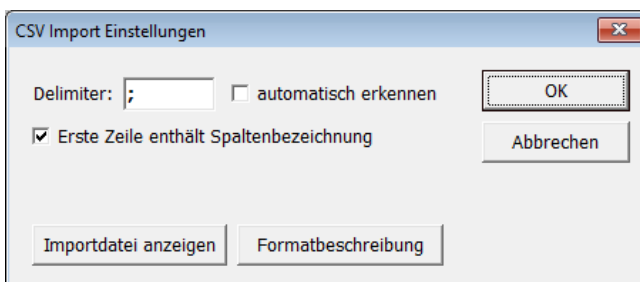 CSV Import Einstellungen
Delimiter: ; automatisch erkennen OK
Erste Zeile enthält Spaltenbezeichnung Abbrechen
Importdatei anzeigen Formatbeschreibung